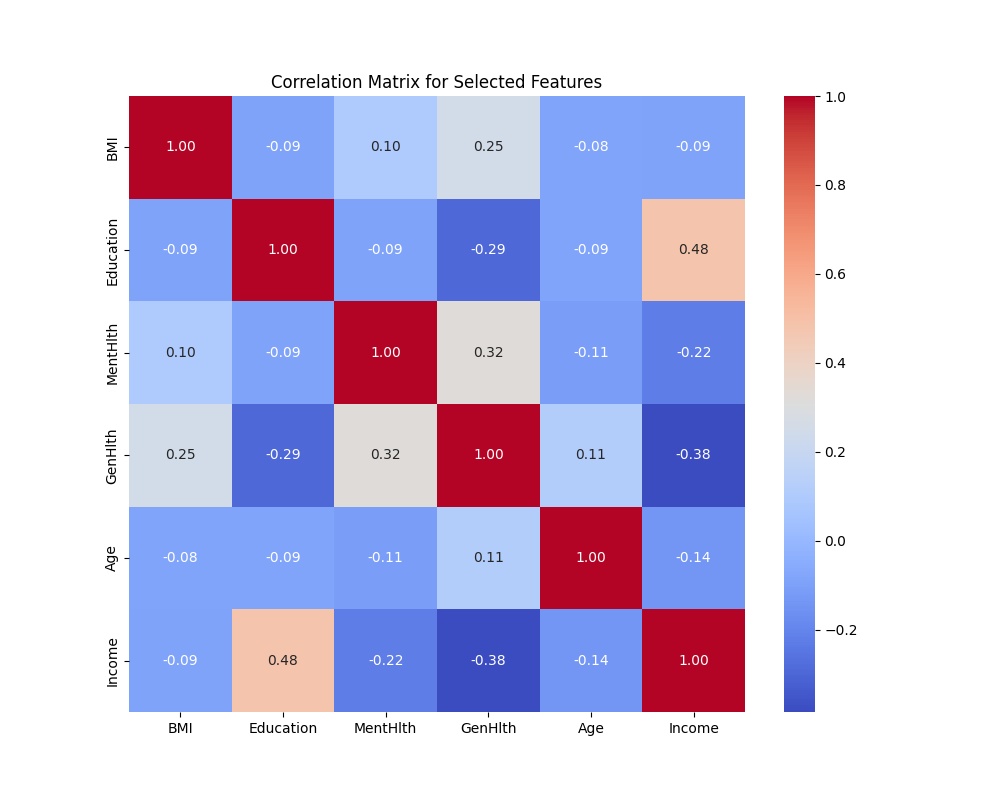 Correlation Matrix for Selected Features
BMI 1.00 -0.09 0.10 0.25 -0.08 -0.09
Education -0.09 1.00 -0.09 -0.29 -0.09 0.48
MentHlth 0.10 -0.09 1.00 0.32 -0.11 -0.22
GenHlth 0.25 -0.29 0.32 1.00 0.11 -0.38
Age -0.08 -0.09 -0.11 0.11 1.00 -0.14
Income -0.09 0.48 -0.22 -0.38 -0.14 1.00
BMI Education MentHlth GenHlth Age Income
1.0
0.8
0.6
0.4
0.2
0.0
−0.2